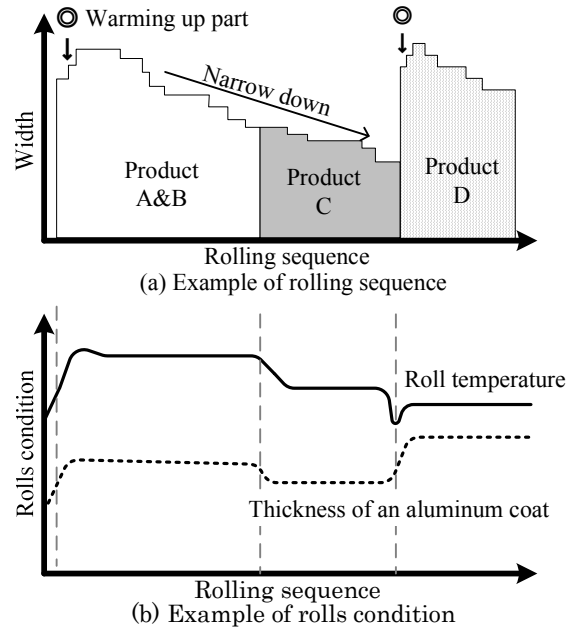 Warming up part
Narrow down
Width
Product
A&B
Product
C
Product
D
Rolling sequence
(a) Example of rolling sequence
Rolls condition
Roll temperature
Thickness of an aluminum coat
Rolling sequence
(b) Example of rolls condition